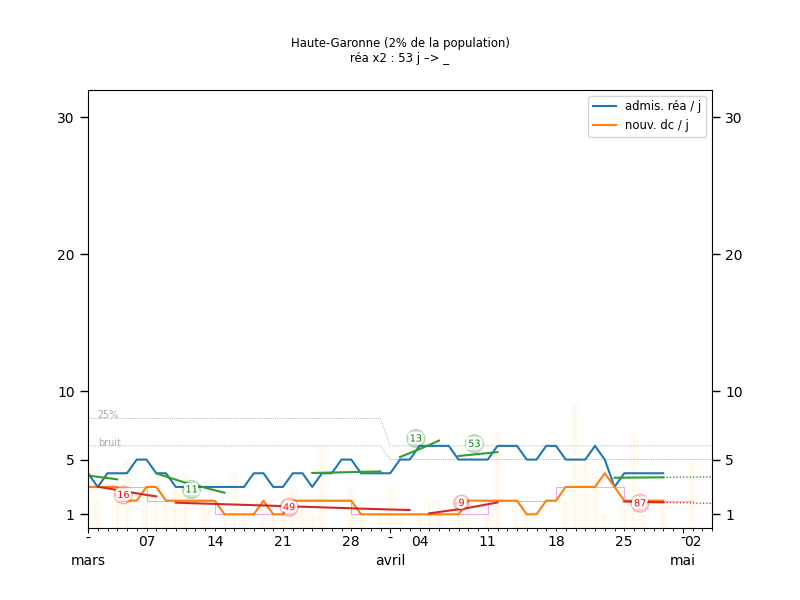 Haute-Garonne (2% de la population)
réa x2 : 53 j –> _
admis. réa / j
nouv. dc / j
30
30
20
20
10
10
25%
bruit
13
53
5
5
16
11
49
9
87
1
1
- 07 14 21 28 - 04 11 18 25 02
mars avril mai